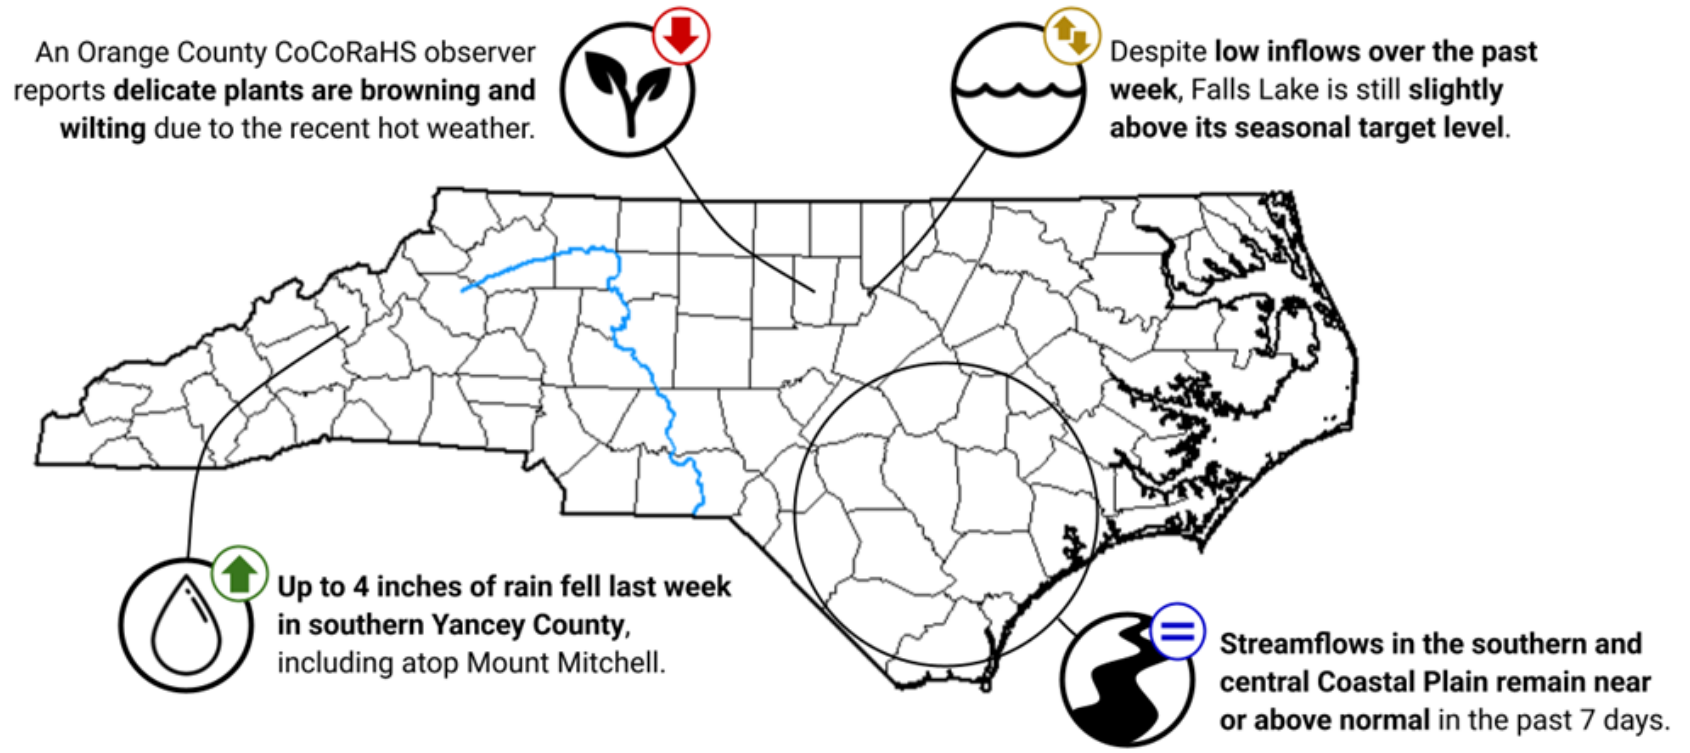 An Orange County CoCoRaHS observer
reports delicate plants are browning and
wilting due to the recent hot weather.
Despite low inflows over the past
week, Falls Lake is still slightly
above its seasonal target level.
Up to 4 inches of rain fell last week
in southern Yancey County,
including atop Mount Mitchell.
Streamflows in the southern and
central Coastal Plain remain near
or above normal in the past 7 days.